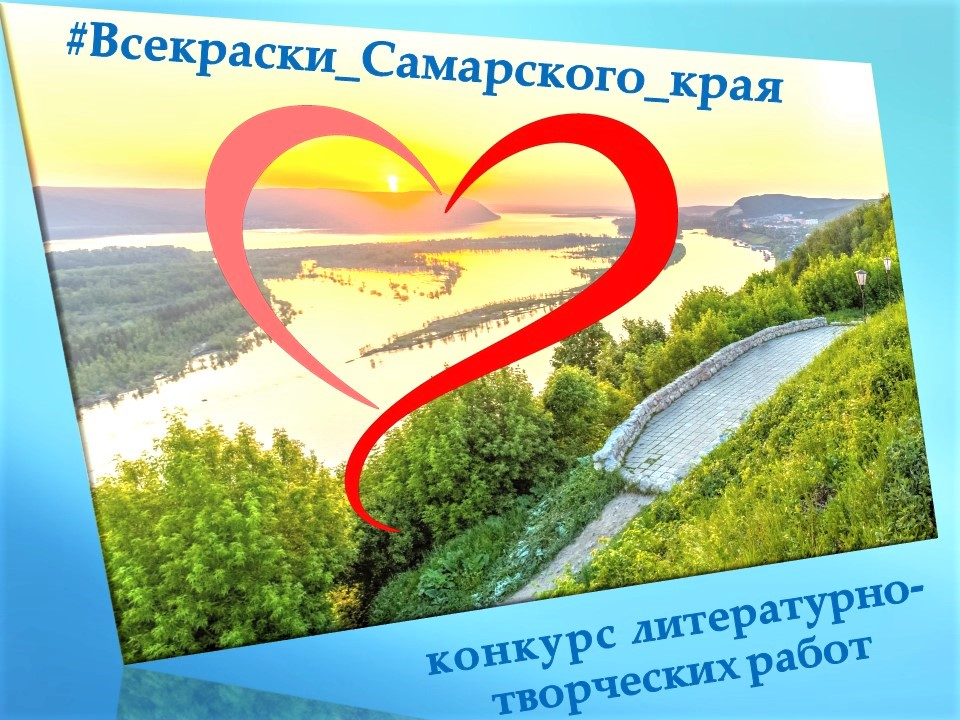 #Всекраски_Самарского_края
конкурс литературно-
творческих работ